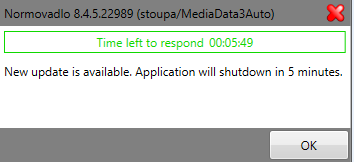 Normovadlo 8.4.5.22989 (stoupa/MediaData3Auto)
Time left to respond 00:05:49
New update is available. Application will shutdown in 5 minutes.
OK